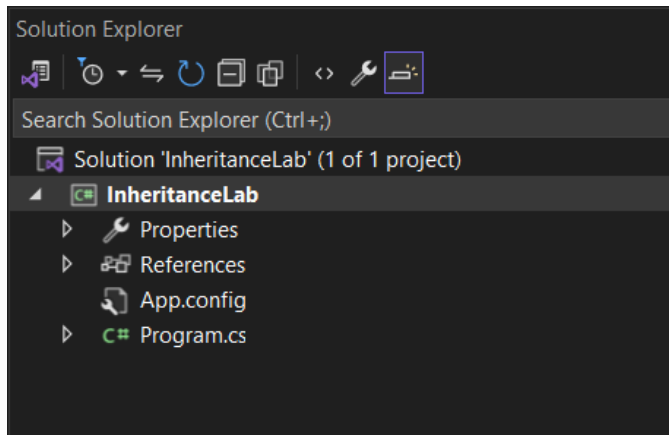 Solution Explorer
Search Solution Explorer (Ctrl+;)
Solution 'InheritanceLab' (1 of 1 project)
C# InheritanceLab
Properties
References
App.config
C# Program.cs